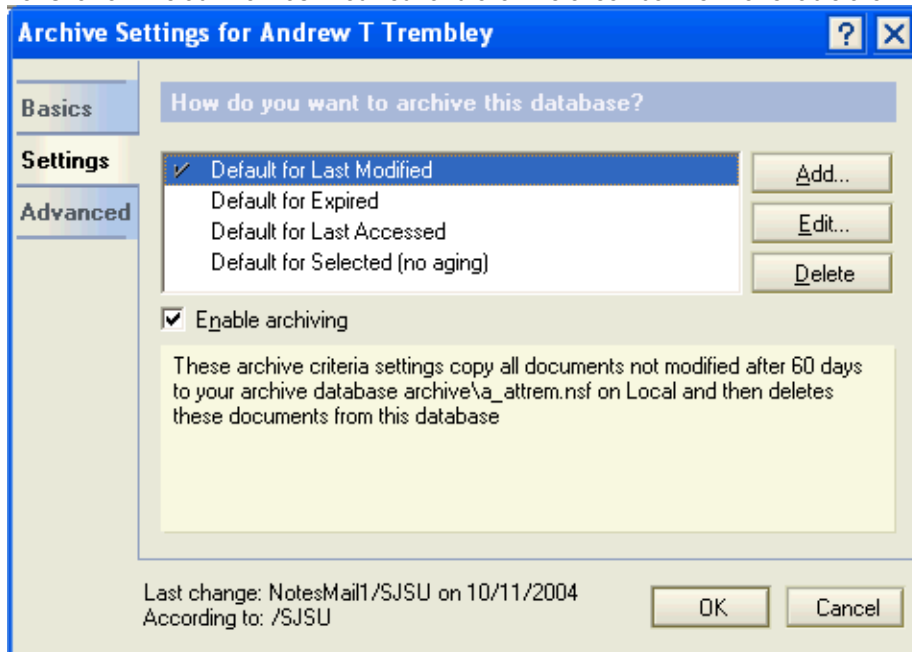 Archive Settings for Andrew T Trembley
Basics
How do you want to archive this database?
Settings
Default for Last Modified
Add...
Advanced
Default for Expired
Default for Last Accessed
Edit...
Default for Selected (no aging)
Delete
Enable archiving
These archive criteria settings copy all documents not modified after 60 days
to your archive database archive\a_attrem.nsf on Local and then deletes
these documents from this database
Last change: NotesMail1/SJSU on 10/11/2004
According to: /SJSU
OK
Cancel